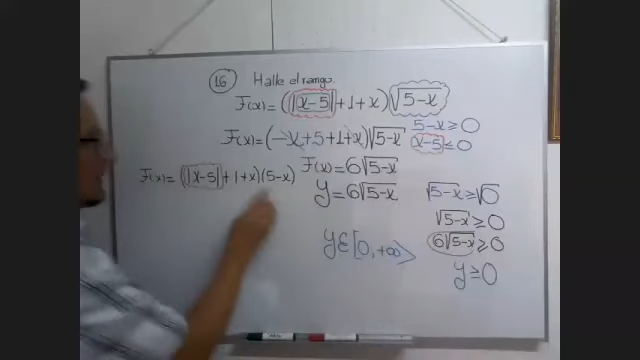 16 Halle el rango.
F(x) = (|x-5|+1+x)√5-x
5-x ≥ 0
F(x) = (-x+5+1+x)√5-x
x-5 ≤ 0
F(x) = (|x-5|+1+x)(5-x)
F(x) = 6√5-x
y = 6√5-x
√5-x ≥ √0
√5-x ≥ 0
y ∈ [0,+∞>
6√5-x ≥ 0
y ≥ 0